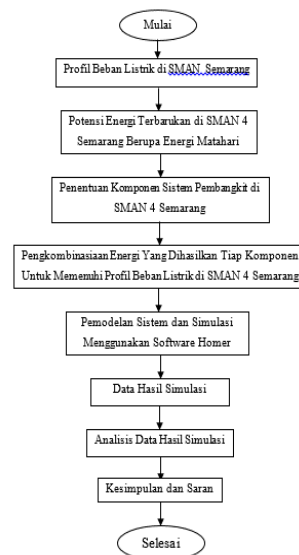 Mulai
Profil Beban Listrik di SMAN Semarang
Potensi Energi Terbarukan di SMAN 4
Semarang Berupa Energi Matahari
Penentuan Komponen Sistem Pembangkit di
SMAN 4 Semarang
Pengkombinasiaan Energi Yang Dihasilkan Tiap Komponen
Untuk Memenuhi Profil Beban Listrik di SMAN 4 Semarang
Pemodelan Sistem dan Simulasi
Menggunakan Software Homer
Data Hasil Simulasi
Analisis Data Hasil Simulasi
Kesimpulan dan Saran
Selesai